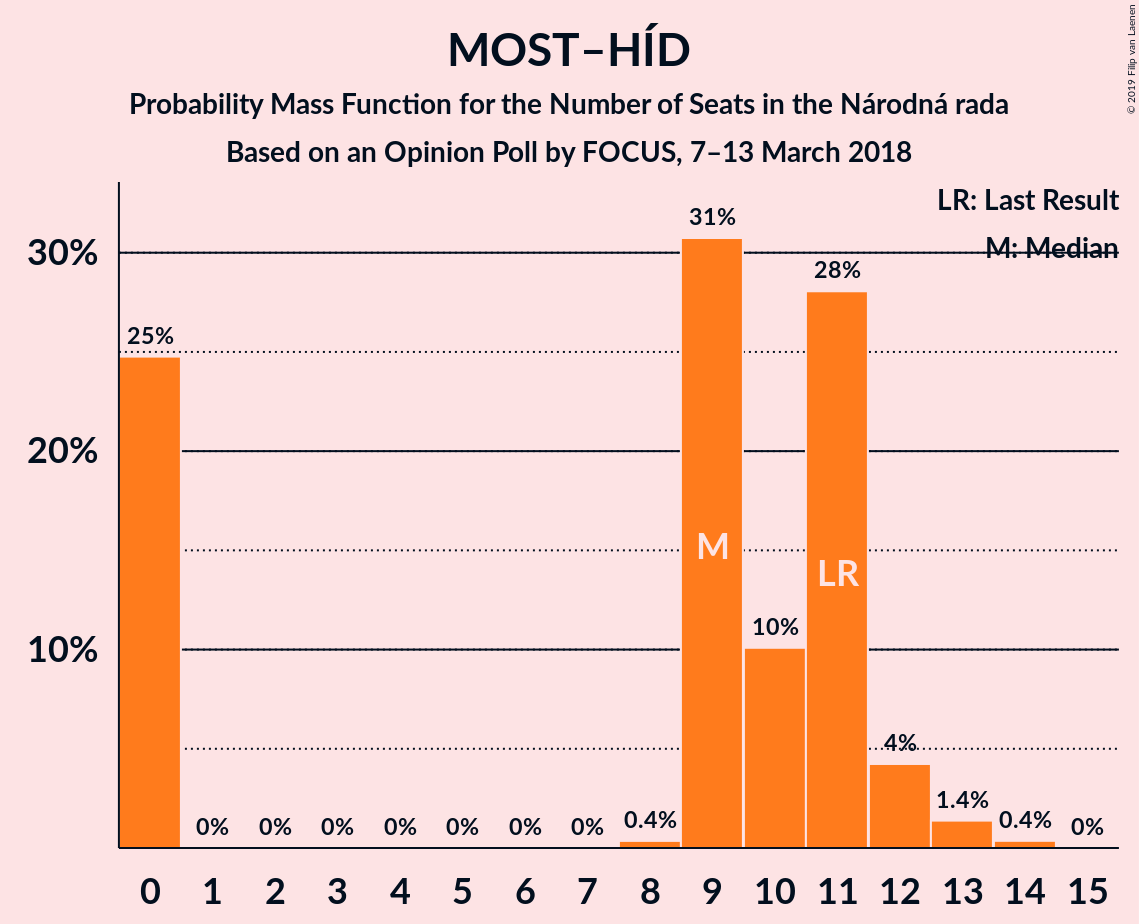 MOST–HÍD
Probability Mass Function for the Number of Seats in the Národná rada
Based on an Opinion Poll by FOCUS, 7–13 March 2018
© 2019 Filip van Laenen
LR: Last Result
M: Median
30%
20%
10%
25%
0%
0%
0%
0%
0%
0%
0%
0.4%
31%
10%
28%
4%
1.4%
0.4%
0%
M
LR
0 1 2 3 4 5 6 7 8 9 10 11 12 13 14 15